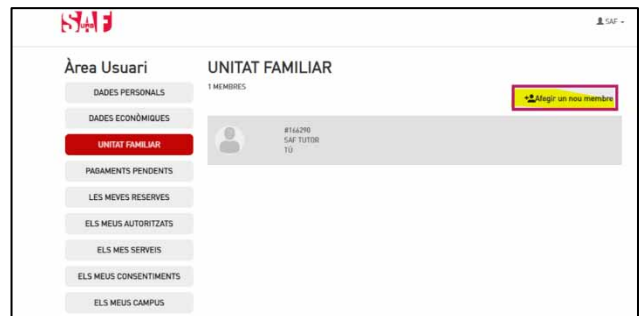 SAF UAB
SAF
Àrea Usuari
DADES PERSONALS
DADES ECONÒMIQUES
UNITAT FAMILIAR
PAGAMENTS PENDENTS
LES MEVES RESERVES
ELS MEUS AUTORITZATS
ELS MES SERVEIS
ELS MEUS CONSENTIMENTS
ELS MEUS CAMPUS
UNITAT FAMILIAR
1 MEMBRES
Afegir un nou membre
#166290
SAF TUTOR
TÚ